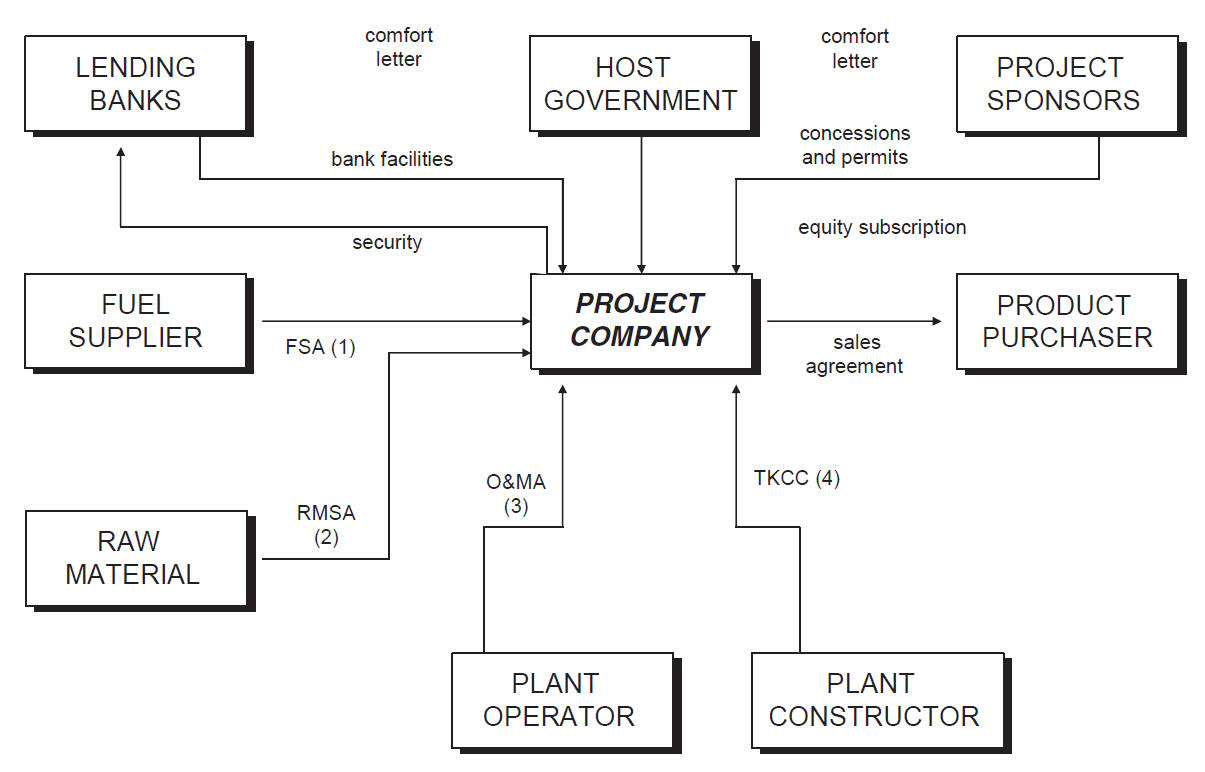 LENDING
BANKS
comfort
letter
HOST
GOVERNMENT
comfort
letter
PROJECT
SPONSORS
bank facilities
concessions
and permits
security
equity subscription
FUEL
SUPPLIER
FSA (1)
PROJECT
COMPANY
sales
agreement
PRODUCT
PURCHASER
RAW
MATERIAL
RMSA
(2)
O&MA
(3)
TKCC (4)
PLANT
OPERATOR
PLANT
CONSTRUCTOR